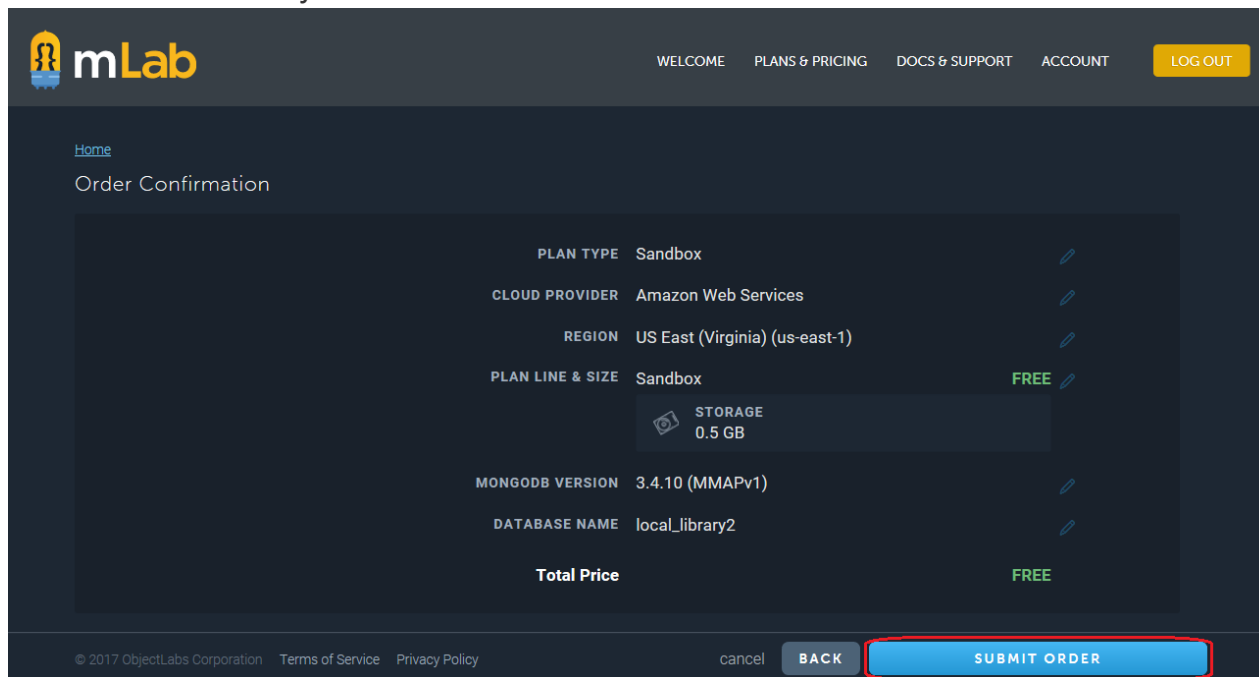 mLab
WELCOME PLANS & PRICING DOCS & SUPPORT ACCOUNT LOG OUT
Home
Order Confirmation
PLAN TYPE Sandbox
CLOUD PROVIDER Amazon Web Services
REGION US East (Virginia) (us-east-1)
PLAN LINE & SIZE Sandbox FREE
STORAGE
0.5 GB
MONGODB VERSION 3.4.10 (MMAPv1)
DATABASE NAME local_library2
Total Price FREE
© 2017 ObjectLabs Corporation Terms of Service Privacy Policy cancel BACK SUBMIT ORDER